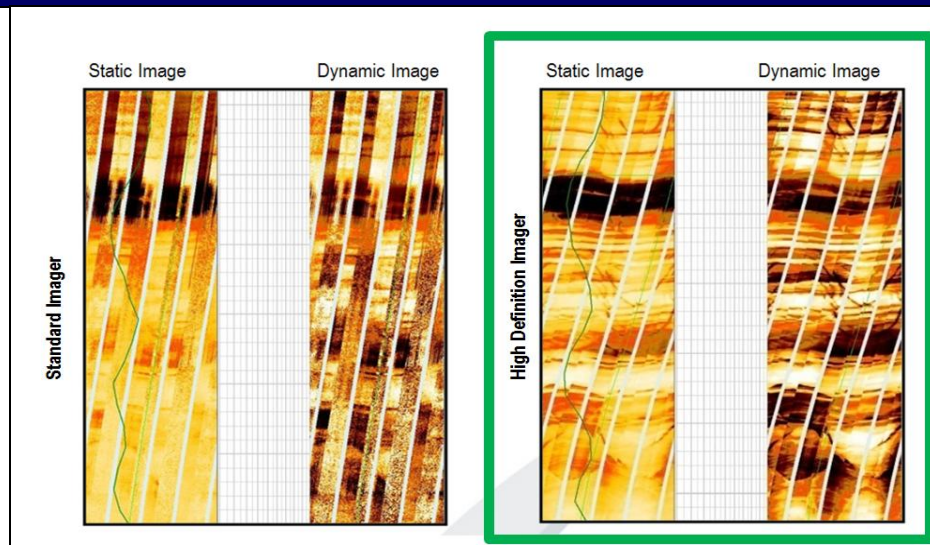 Static Image
Dynamic Image
Standard Imager
Static Image
Dynamic Image
High Definition Imager